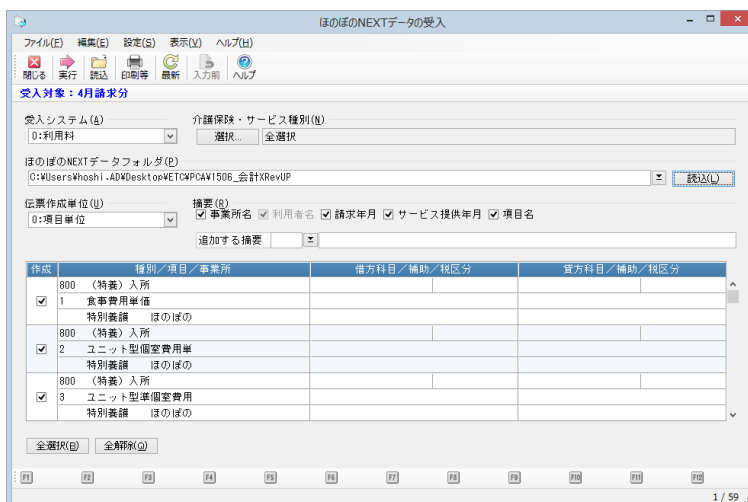 ほのぼのNEXTデータの受入
ファイル(F) 編集(E) 設定(S) 表示(V) ヘルプ(H)
閉じる 実行 読込 印刷等 最新 入力前 ヘルプ
受入対象:4月請求分
受入システム(A) 介護保険・サービス種別(N)
0:利用料 選択... 全選択
ほのぼのNEXTデータフォルダ(P)
C:¥Users¥hoshi.AD¥Desktop¥ETC¥PCA¥1506_会計XRevUP 読込(L)
伝票作成単位(U) 摘要(R)
0:項目単位 事業所名 利用者名 請求年月 サービス提供年月 項目名
追加する摘要
作成 種別/項目/事業所 借方科目/補助/税区分 貸方科目/補助/税区分
800 (特養)入所
1 食事費用単価
特別養護 ほのぼの
800 (特養)入所
2 ユニット型個室費用単
特別養護 ほのぼの
800 (特養)入所
3 ユニット型準個室費用
特別養護 ほのぼの
全選択(B) 全解除(Q)
F1 F2 F3 F4 F5 F6 F7 F8 F9 F10 F11 F12
1 / 59